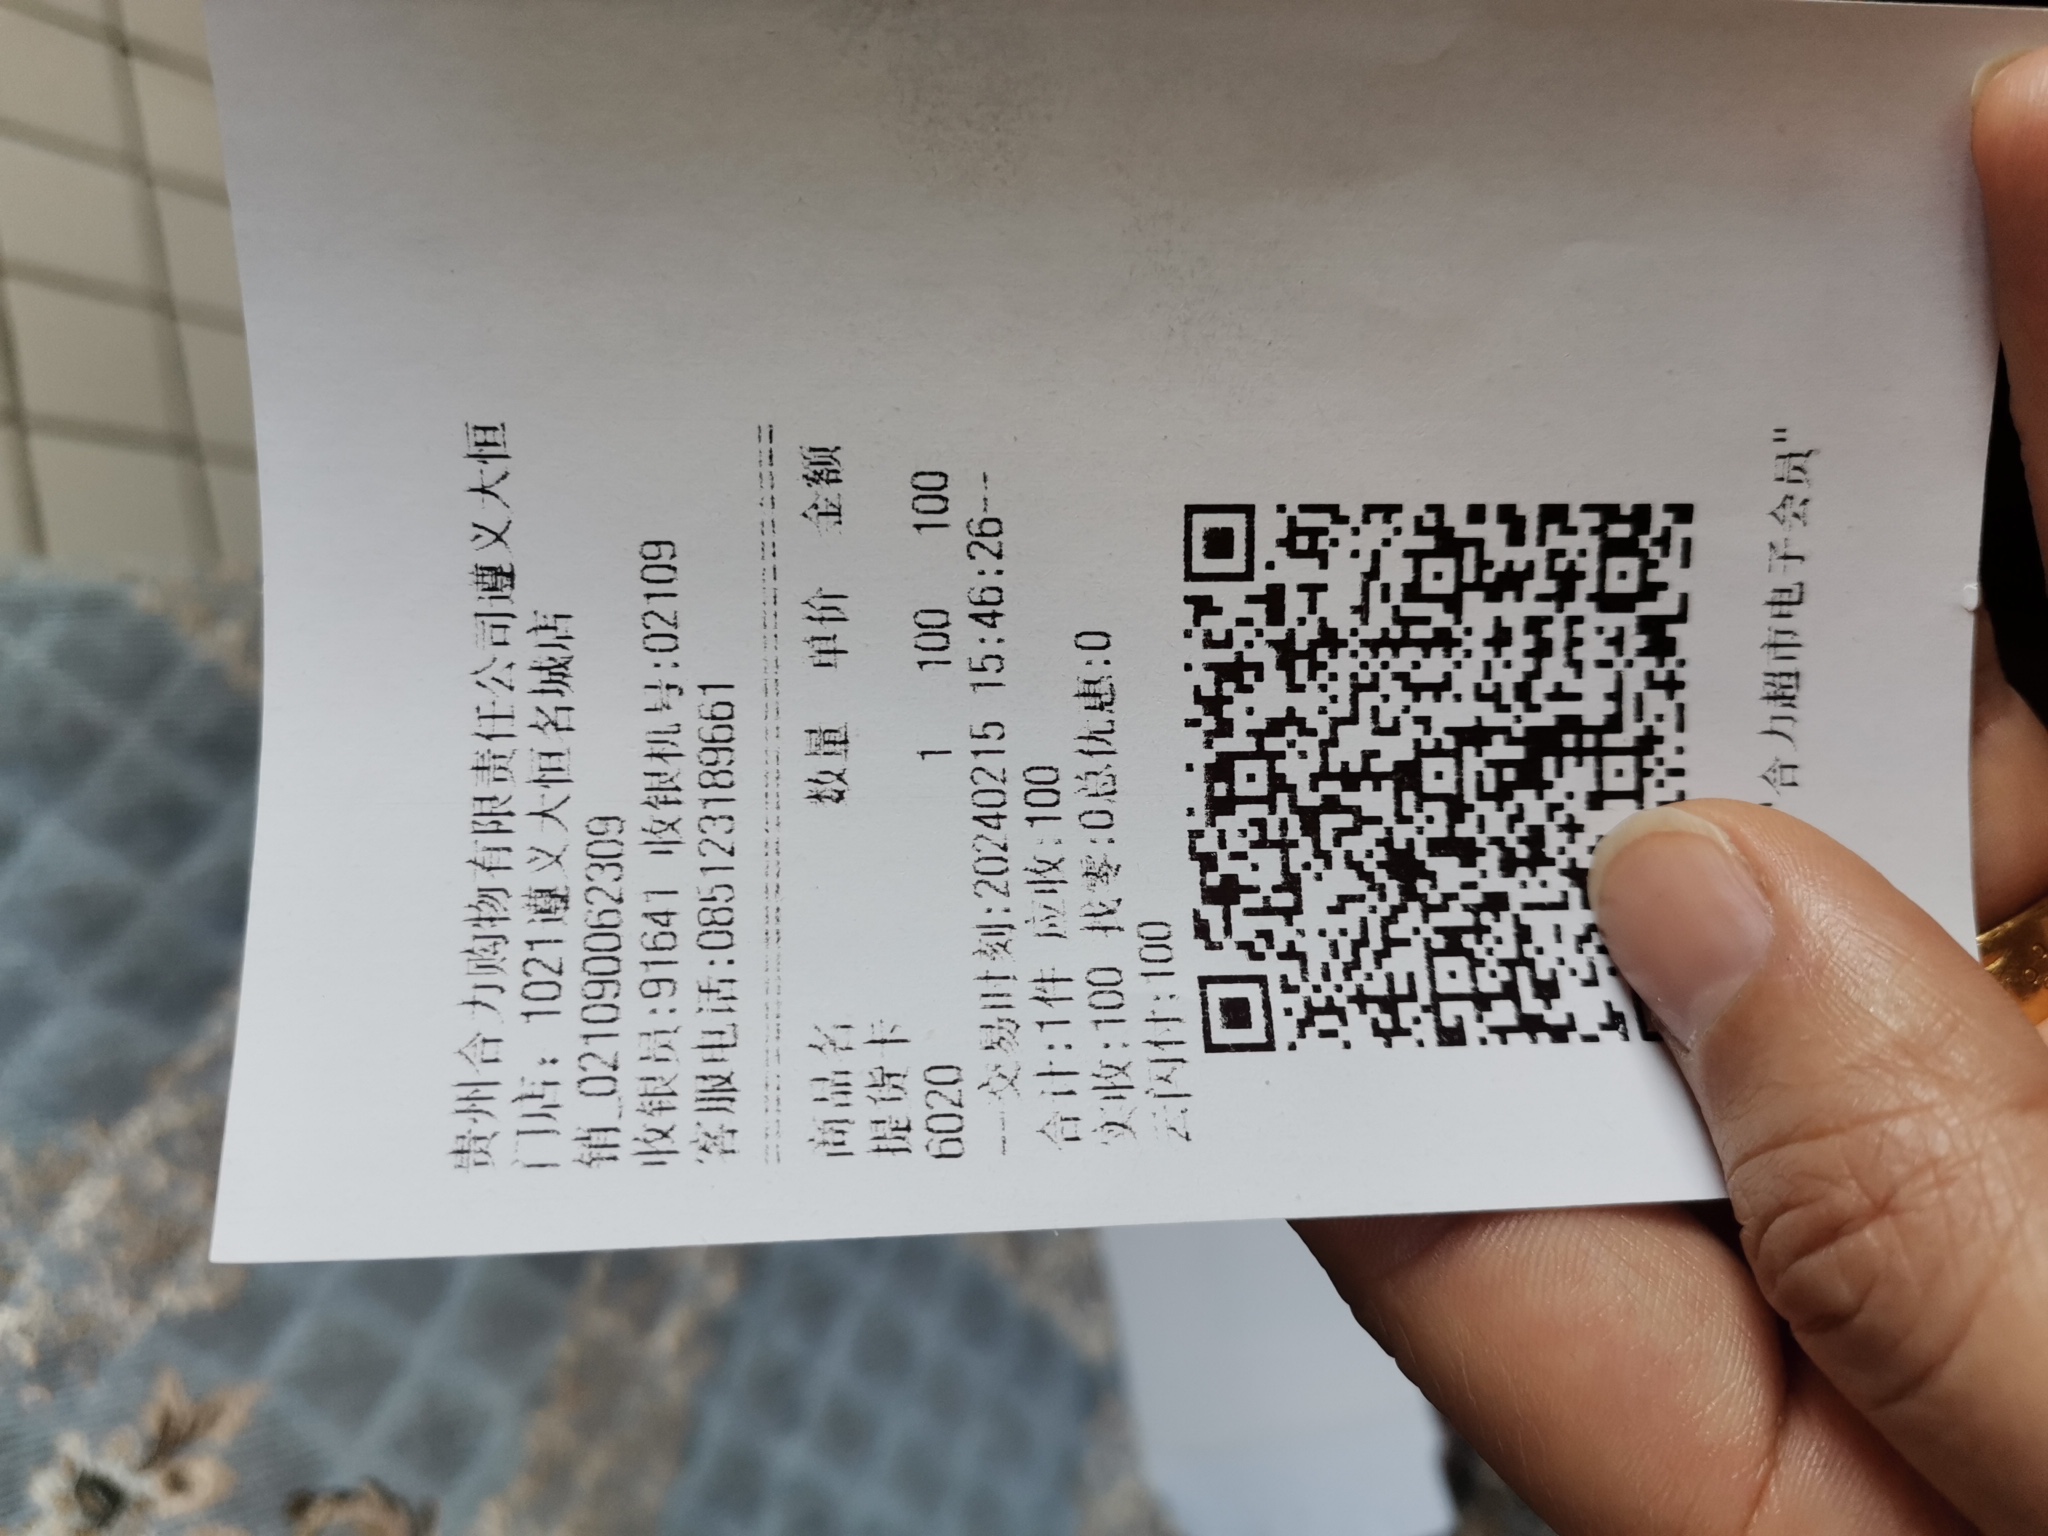 贵州合力购物有限责任公司遵义大恒
门店：1021遵义大恒名城店
销_021090062309
收银员:91641 收银机号:02109
客服电话:085123189661
商品名 数量 单价 金额
提货卡
6020 1 100 100
---交易时刻:20240215 15:46:26--
合计:1件 应收:100
实收:100 找零:0总优惠:0
云闪付:100
"合力超市电子会员"